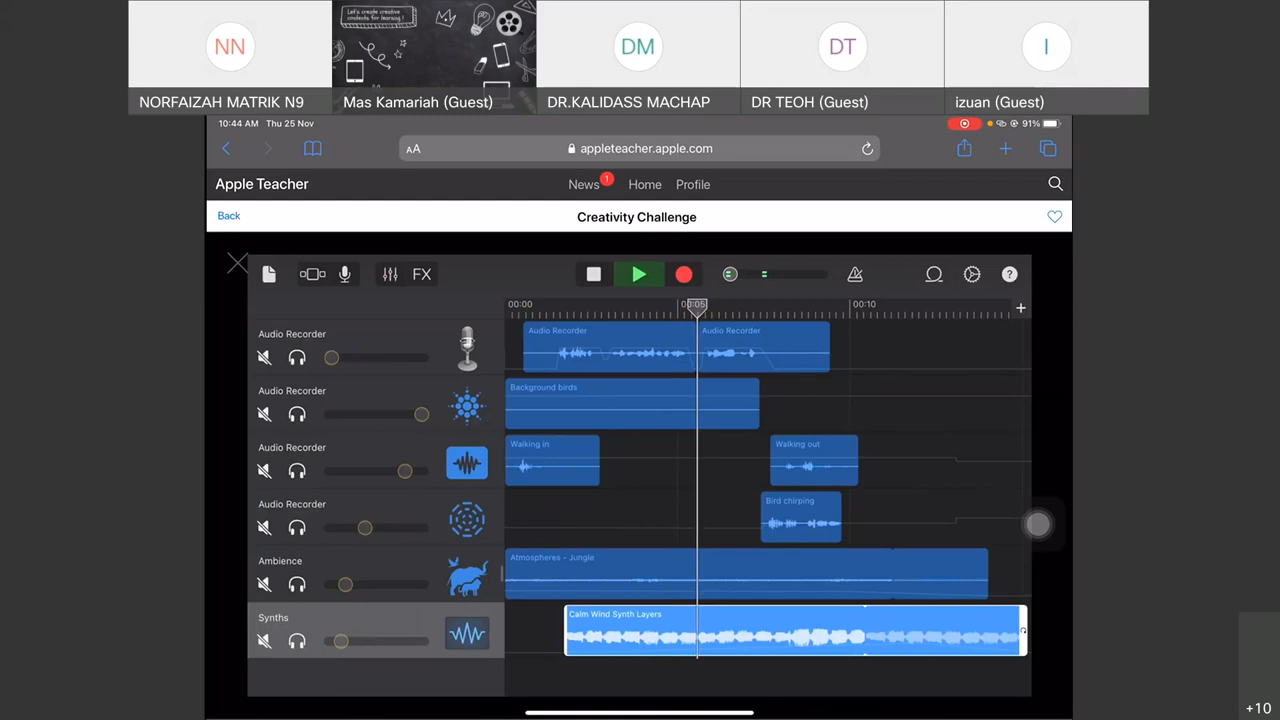 NN
Let's create creative
contents for learning!
DM
DT
I
NORFAIZAH MATRIK N9
Mas Kamariah (Guest)
DR.KALIDASS MACHAP
DR TEOH (Guest)
izuan (Guest)
10:44 AM Thu 25 Nov
91%
AA
appleteacher.apple.com
Apple Teacher
News
1
Home
Profile
Back
Creativity Challenge
FX
00:00
00:05
00:10
Audio Recorder
Audio Recorder
Audio Recorder
Audio Recorder
Background birds
Audio Recorder
Walking in
Walking out
Audio Recorder
Bird chirping
Ambience
Atmospheres - Jungle
Synths
Calm Wind Synth Layers
+10